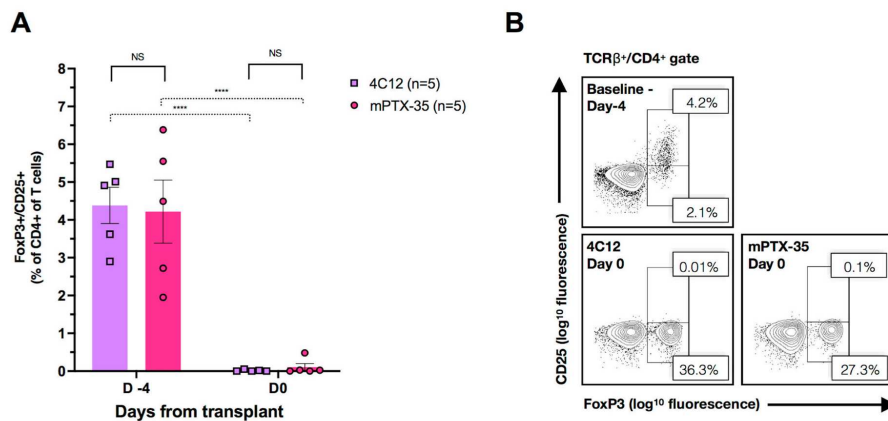 A
NS
NS
4C12 (n=5)
mPTX-35 (n=5)
****
****
FoxP3+/CD25+
(% of CD4+ of T cells)
8
7
6
5
4
3
2
1
0
D -4
D0
Days from transplant
B
TCRβ⁺/CD4⁺ gate
Baseline -
Day-4
4.2%
2.1%
4C12
Day 0
0.01%
36.3%
mPTX-35
Day 0
0.1%
27.3%
CD25 (log¹⁰ fluorescence)
FoxP3 (log¹⁰ fluorescence)